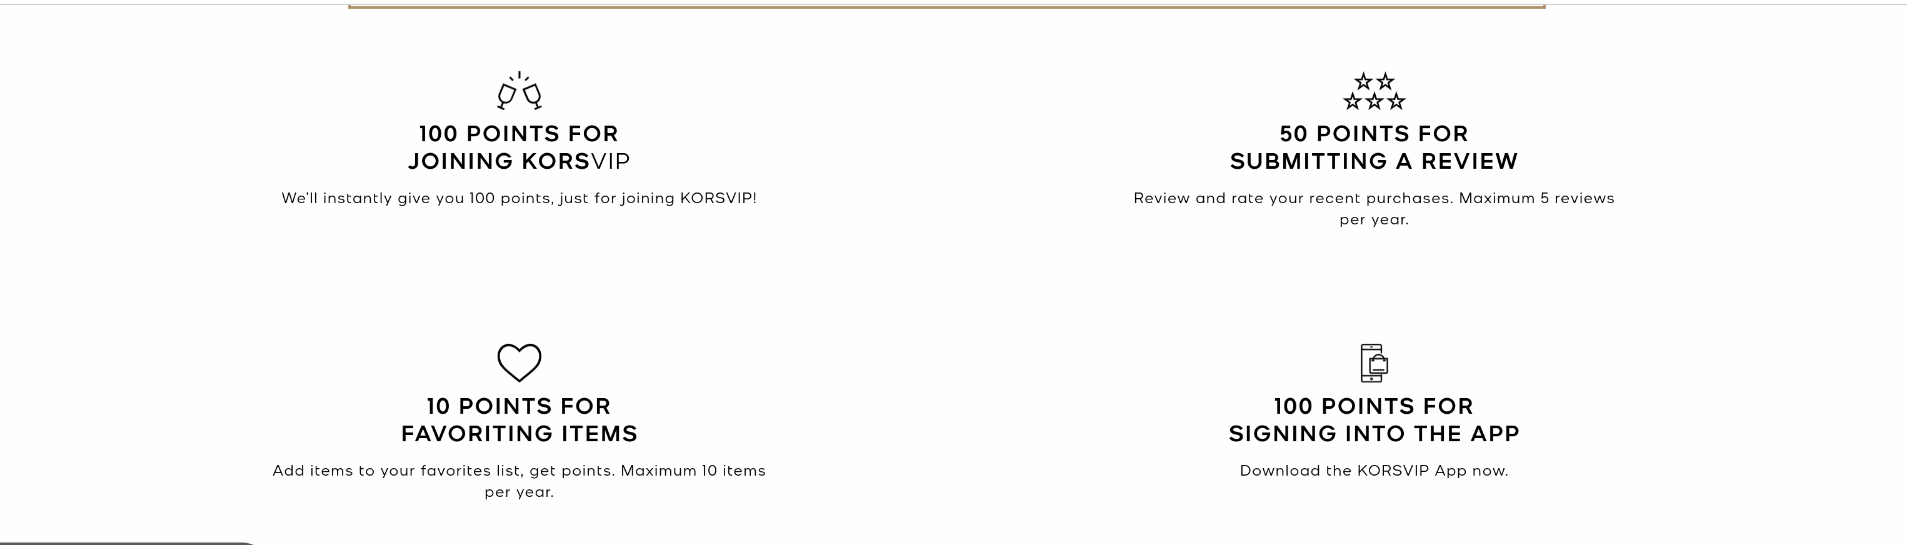 100 POINTS FOR
JOINING KORSVIP
We'll instantly give you 100 points, just for joining KORSVIP!
50 POINTS FOR
SUBMITTING A REVIEW
Review and rate your recent purchases. Maximum 5 reviews
per year.
10 POINTS FOR
FAVORITING ITEMS
Add items to your favorites list, get points. Maximum 10 items
per year.
100 POINTS FOR
SIGNING INTO THE APP
Download the KORSVIP App now.